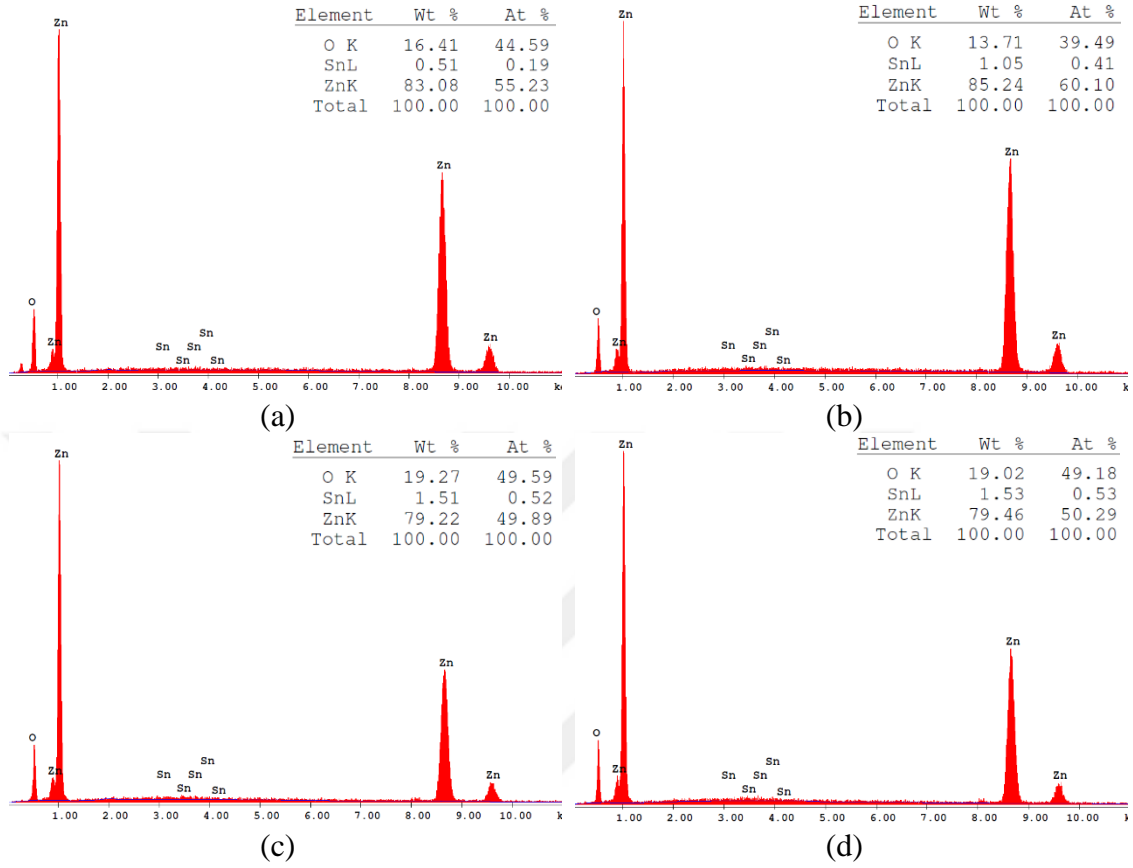 Element Wt % At %
O K 16.41 44.59
SnL 0.51 0.19
ZnK 83.08 55.23
Total 100.00 100.00
Zn
Zn
O
Zn
Sn
Sn Sn
Sn Sn
Zn
1.00 2.00 3.00 4.00 5.00 6.00 7.00 8.00 9.00 10.00 ke
(a)
Element Wt % At %
O K 13.71 39.49
SnL 1.05 0.41
ZnK 85.24 60.10
Total 100.00 100.00
Zn
Zn
O
Zn
Sn
Sn Sn
Sn Sn
Zn
1.00 2.00 3.00 4.00 5.00 6.00 7.00 8.00 9.00 10.00 k
(b)
Element Wt % At %
O K 19.27 49.59
SnL 1.51 0.52
ZnK 79.22 49.89
Total 100.00 100.00
Zn
Zn
O
Zn
Sn
Sn Sn
Sn Sn
Zn
1.00 2.00 3.00 4.00 5.00 6.00 7.00 8.00 9.00 10.00 ke
(c)
Element Wt % At %
O K 19.02 49.18
SnL 1.53 0.53
ZnK 79.46 50.29
Total 100.00 100.00
Zn
Zn
O
Zn
Sn
Sn Sn
Sn Sn
Zn
1.00 2.00 3.00 4.00 5.00 6.00 7.00 8.00 9.00 10.00 k
(d)